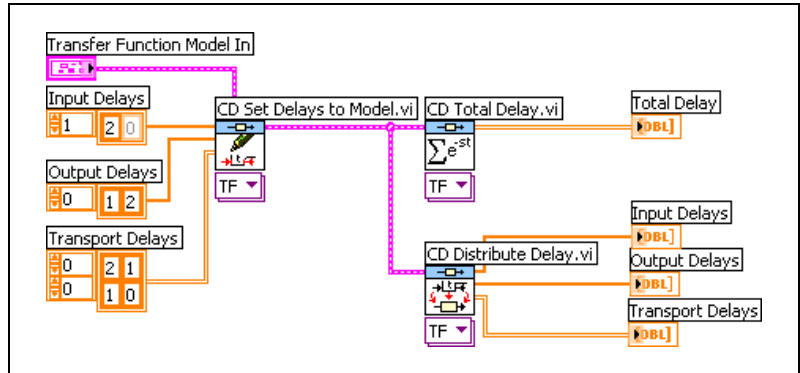 Transfer Function Model In
Input Delays
1 2 0
CD Set Delays to Model.vi
TF
CD Total Delay.vi
∑e^-st
TF
Total Delay
DBL]
Output Delays
0 1 2
Transport Delays
0 2 1
0 1 0
CD Distribute Delay.vi
TF
Input Delays
DBL]
Output Delays
DBL]
Transport Delays
DBL]